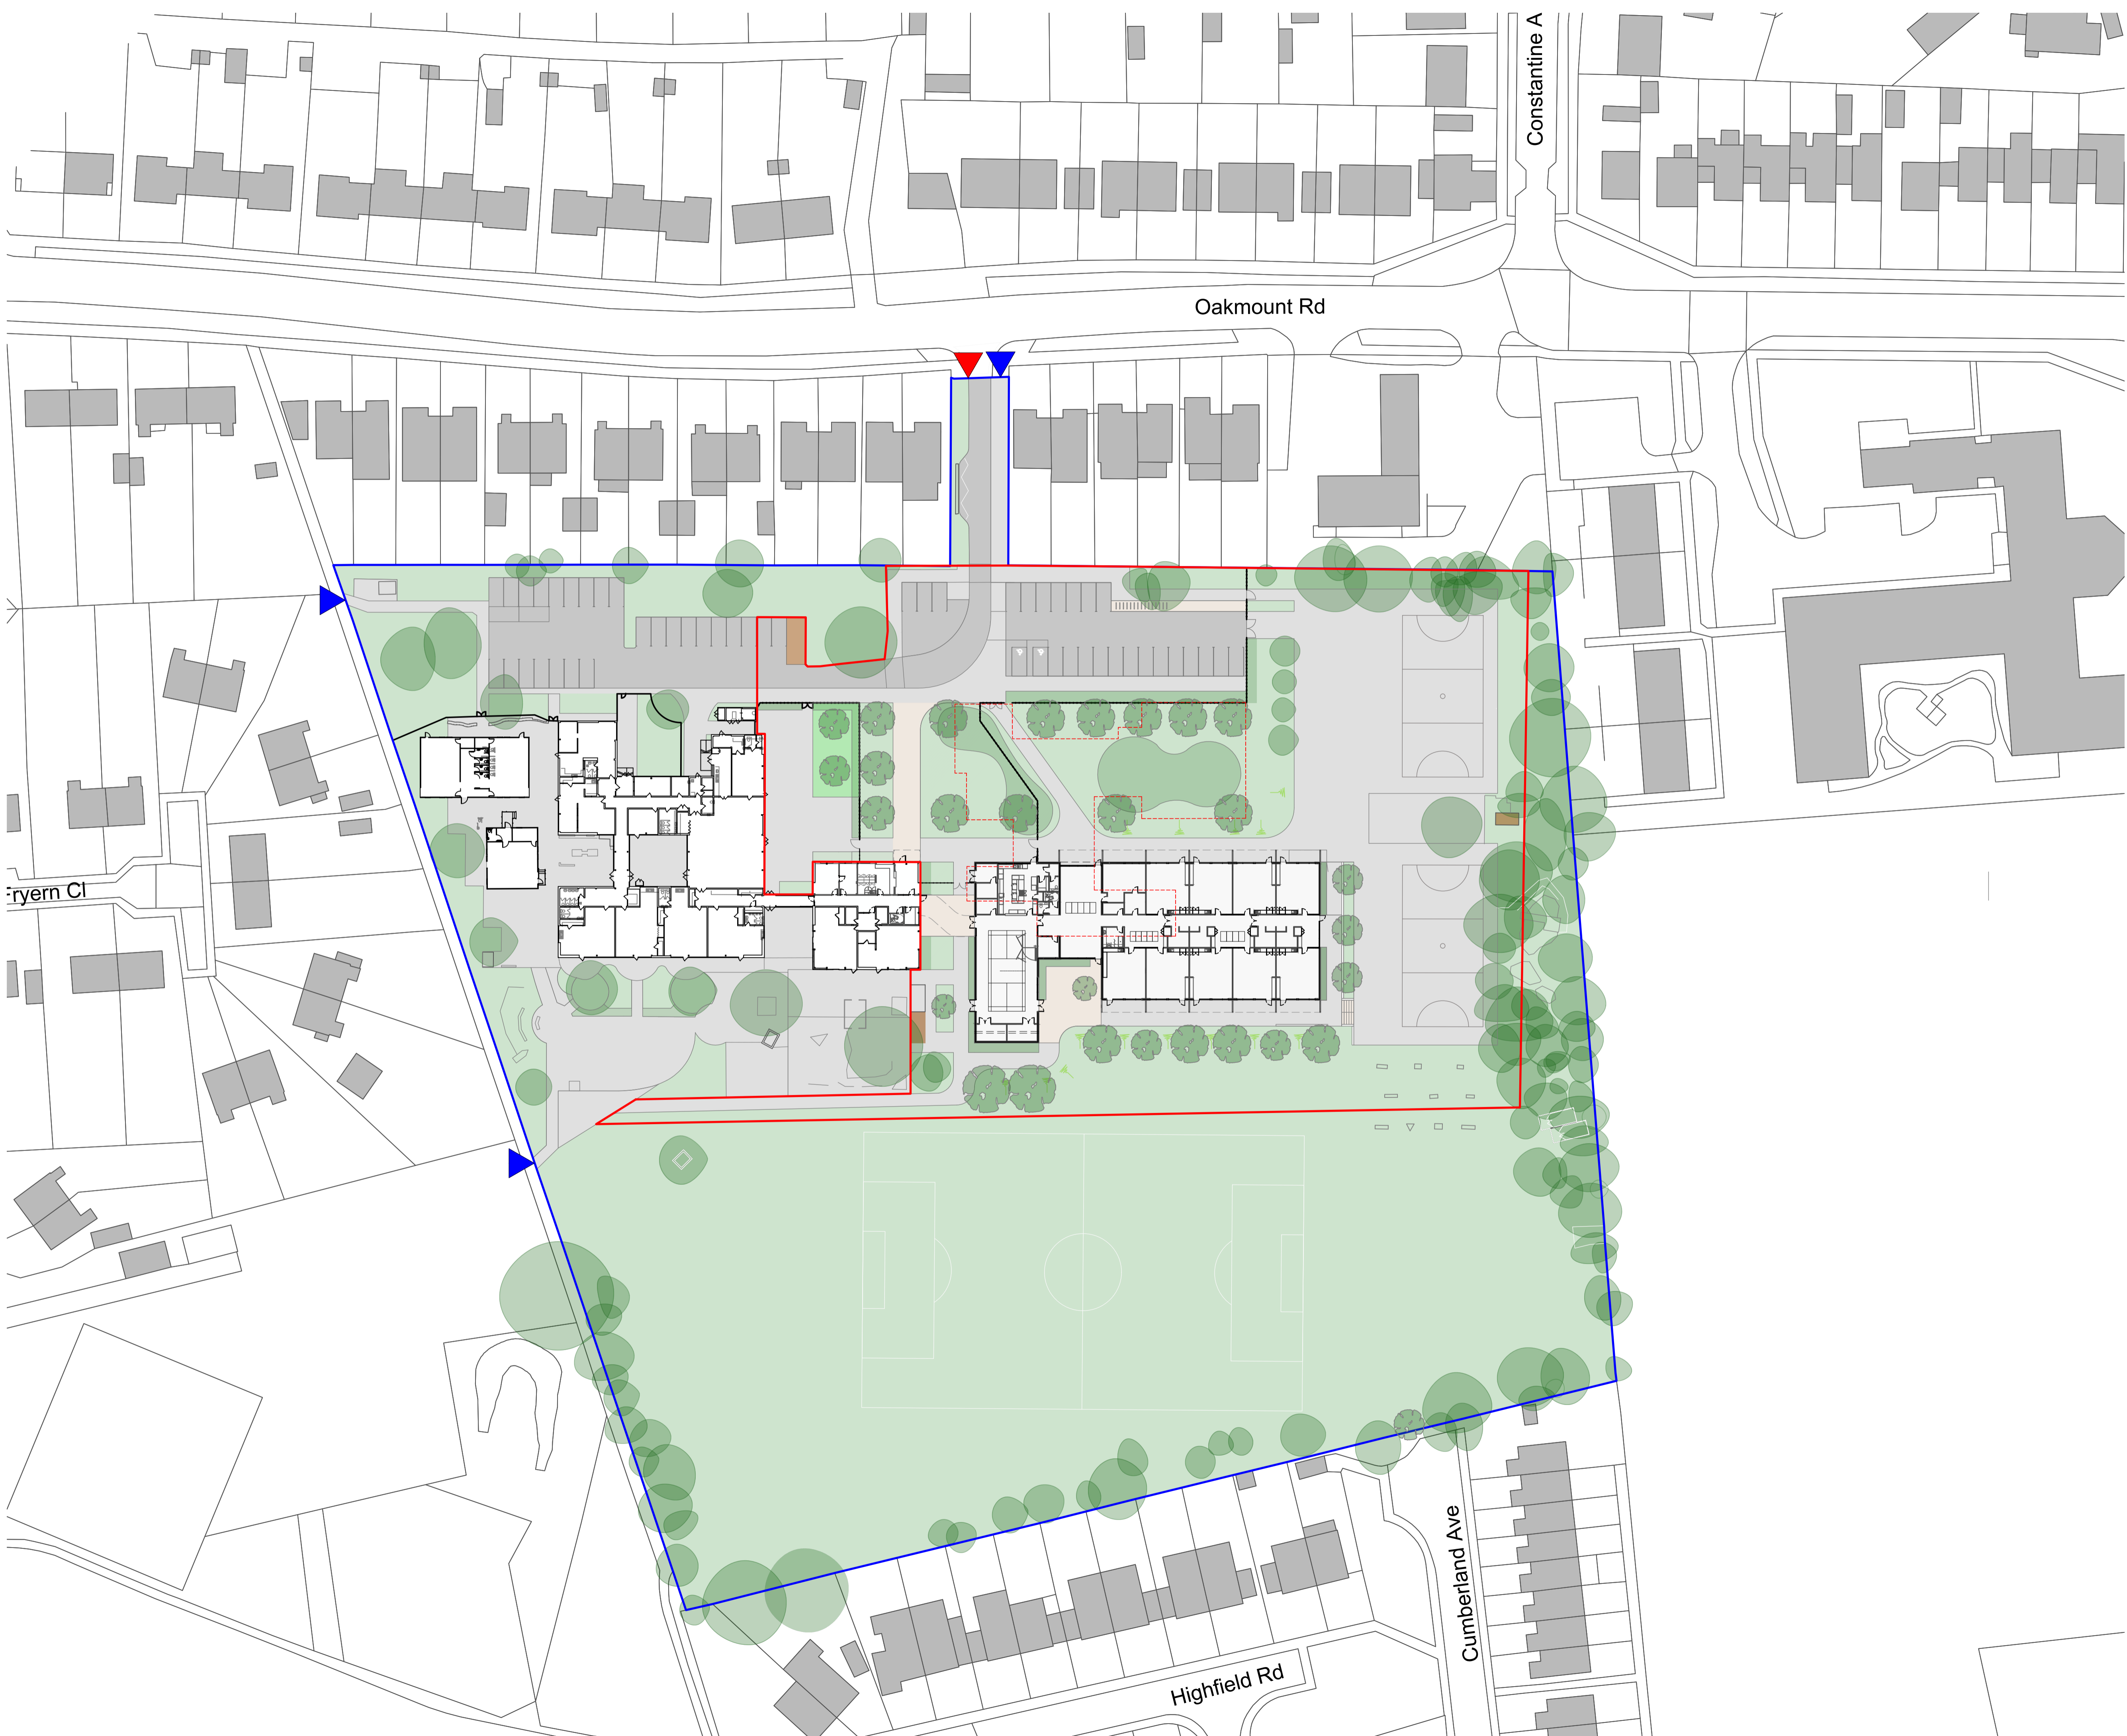 Constantine A
Oakmount Rd
Fryern Cl
Cumberland Ave
Highfield Rd